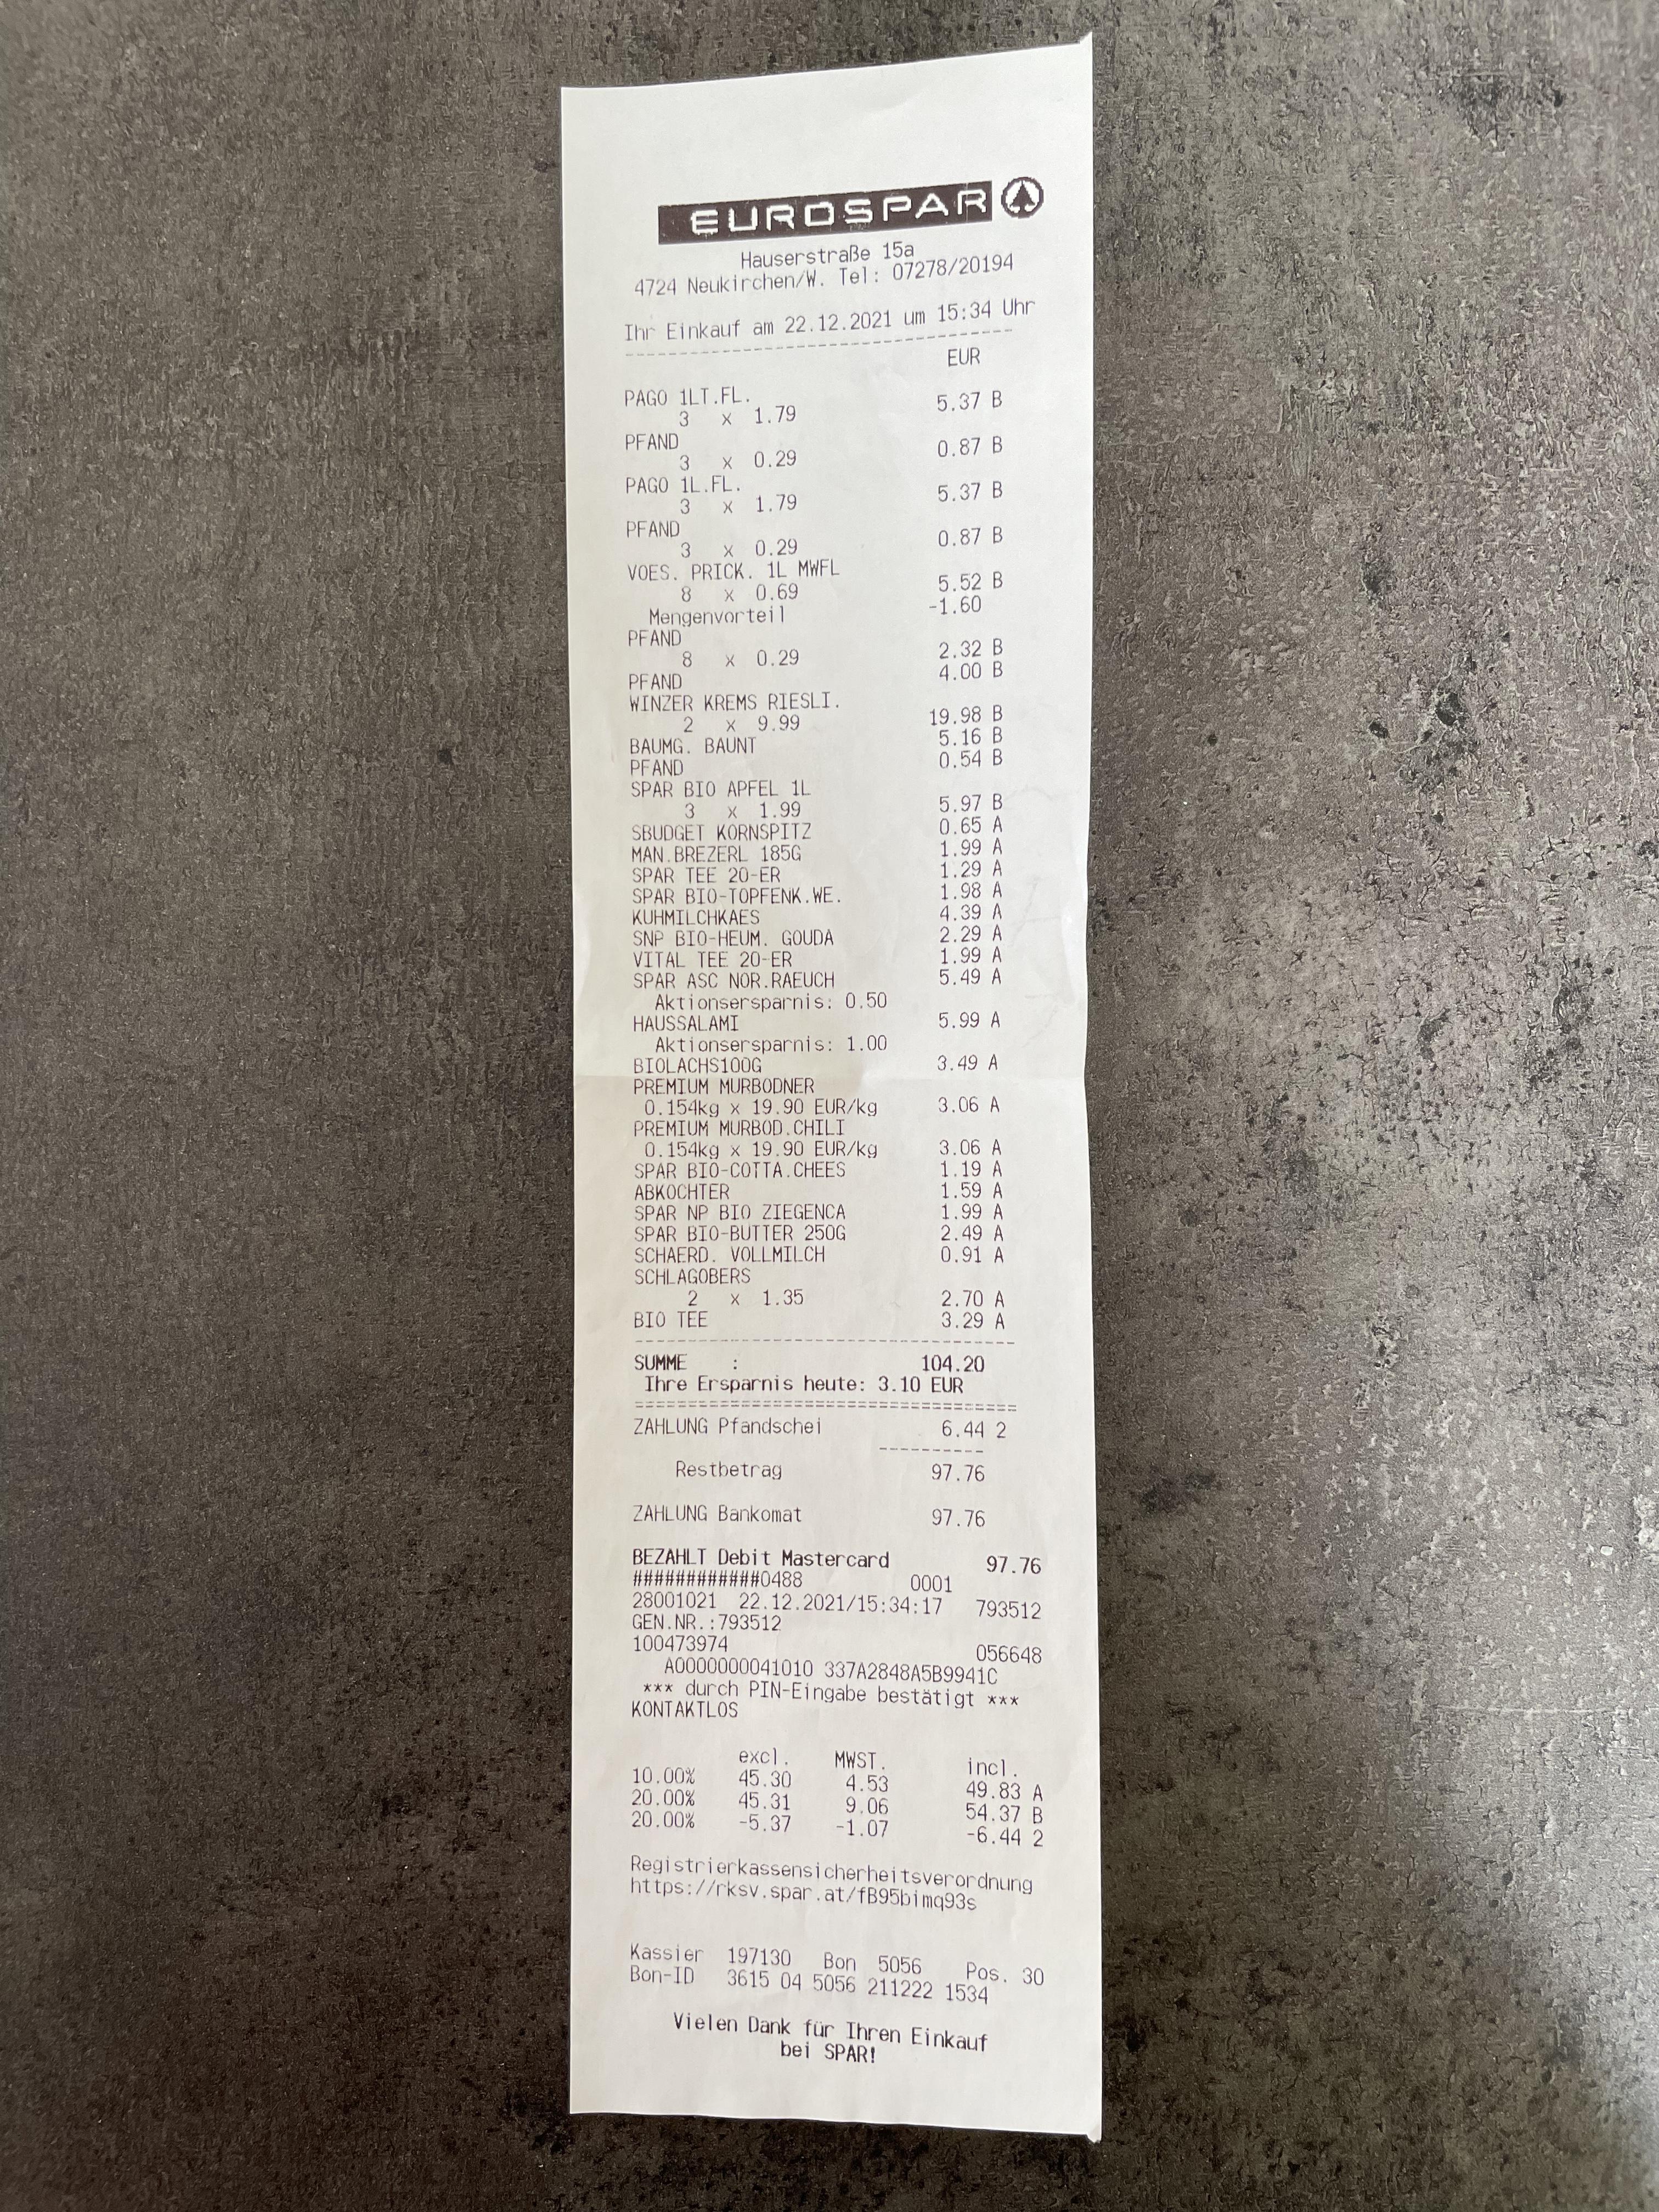 EUROSPAR
Hauserstraße 15a
4724 Neukirchen/W. Tel: 07278/20194
Ihr Einkauf am 22.12.2021 um 15:34 Uhr
EUR
PAGO 1LT.FL.
3 x 1.79 5.37 B
PFAND
3 x 0.29 0.87 B
PAGO 1L.FL.
3 x 1.79 5.37 B
PFAND
3 x 0.29 0.87 B
VOES. PRICK. 1L MWFL
8 x 0.69 5.52 B
Mengenvorteil -1.60
PFAND
8 x 0.29 2.32 B
PFAND 4.00 B
WINZER KREMS RIESLI.
2 x 9.99 19.98 B
BAUMG. BAUNT 5.16 B
PFAND 0.54 B
SPAR BIO APFEL 1L
3 x 1.99 5.97 B
SBUDGET KORNSPITZ 0.65 A
MAN.BREZERL 185G 1.99 A
SPAR TEE 20-ER 1.29 A
SPAR BIO-TOPFENK.WE. 1.98 A
KUHMILCHKAES 4.39 A
SNP BIO-HEUM. GOUDA 2.29 A
VITAL TEE 20-ER 1.99 A
SPAR ASC NOR.RAEUCH 5.49 A
Aktionsersparnis: 0.50
HAUSSALAMI 5.99 A
Aktionsersparnis: 1.00
BIOLACHS100G 3.49 A
PREMIUM MURBODNER
0.154kg x 19.90 EUR/kg 3.06 A
PREMIUM MURBOD.CHILI
0.154kg x 19.90 EUR/kg 3.06 A
SPAR BIO-COTTA.CHEES 1.19 A
ABKOCHTER 1.59 A
SPAR NP BIO ZIEGENCA 1.99 A
SPAR BIO-BUTTER 250G 2.49 A
SCHAERD. VOLLMILCH 0.91 A
SCHLAGOBERS
2 x 1.35 2.70 A
BIO TEE 3.29 A
SUMME : 104.20
Ihre Ersparnis heute: 3.10 EUR
ZAHLUNG Pfandschei 6.44 2
Restbetrag 97.76
ZAHLUNG Bankomat 97.76
BEZAHLT Debit Mastercard 97.76
############0488 0001
28001021 22.12.2021/15:34:17 793512
GEN.NR.:793512
100473974 056648
A0000000041010 337A2848A5B9941C
*** durch PIN-Eingabe bestätigt ***
KONTAKTLOS
excl. MWST. incl.
10.00% 45.30 4.53 49.83 A
20.00% 45.31 9.06 54.37 B
20.00% -5.37 -1.07 -6.44 2
Registrierkassensicherheitsverordnung
https://rksv.spar.at/fB95bimq93s
Kassier 197130 Bon 5056 Pos. 30
Bon-ID 3615 04 5056 211222 1534
Vielen Dank für Ihren Einkauf
bei SPAR!